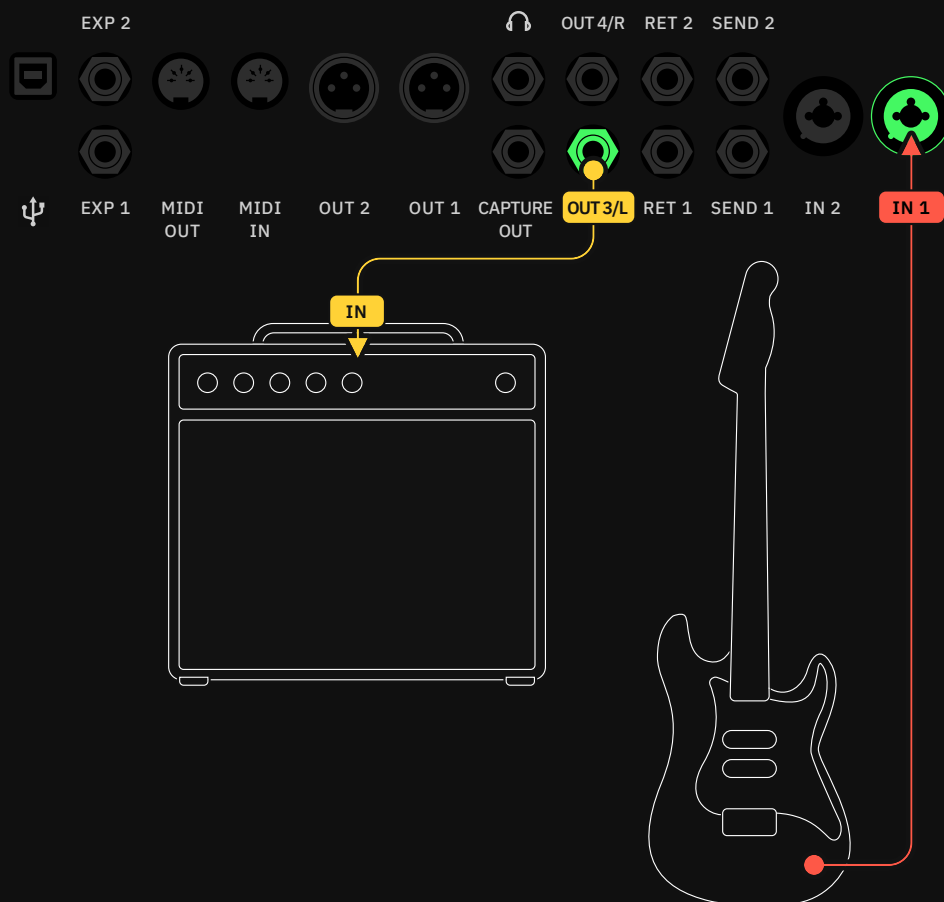 EXP 2
OUT 4/R
RET 2
SEND 2
EXP 1
MIDI
OUT
MIDI
IN
OUT 2
OUT 1
CAPTURE
OUT
OUT 3/L
RET 1
SEND 1
IN 2
IN 1
IN